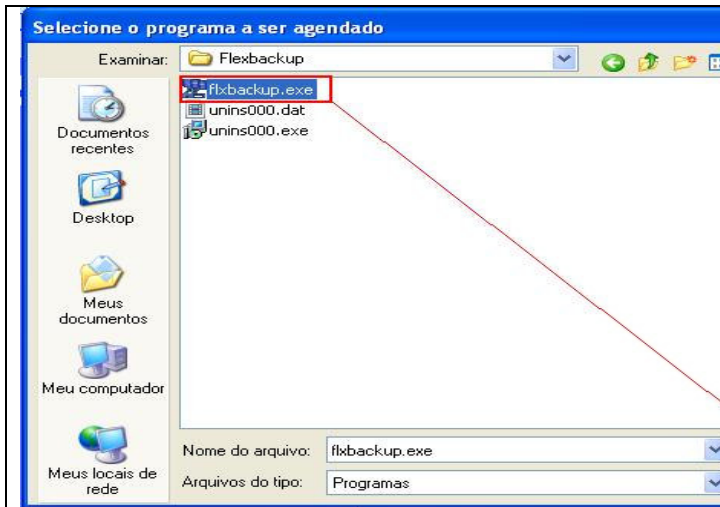 Selecione o programa a ser agendado
Examinar: Flexbackup
flxbackup.exe
unins000.dat
unins000.exe
Documentos
recentes
Desktop
Meus
documentos
Meu computador
Meus locais de
rede
Nome do arquivo: flxbackup.exe
Arquivos do tipo: Programas